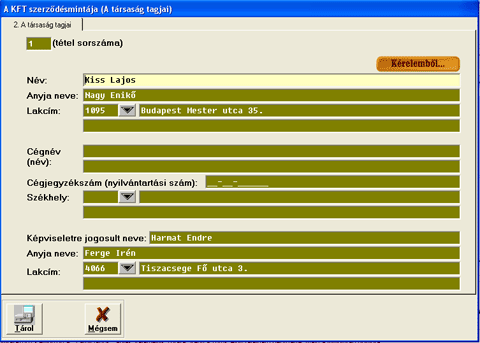 A KFT szerződésmintája (A társaság tagjai)
2. A társaság tagjai
1 (tétel sorszáma)
Kérelemből...
Név: Kiss Lajos
Anyja neve: Nagy Enikő
Lakcím: 1095 Budapest Mester utca 35.
Cégnév
(név):
Cégjegyzékszám (nyilvántartási szám): __-__-______
Székhely:
Képviseletre jogosult neve: Harmat Endre
Anyja neve: Ferge Irén
Lakcím: 4066 Tiszacsege Fő utca 3.
Tárol Mégsem